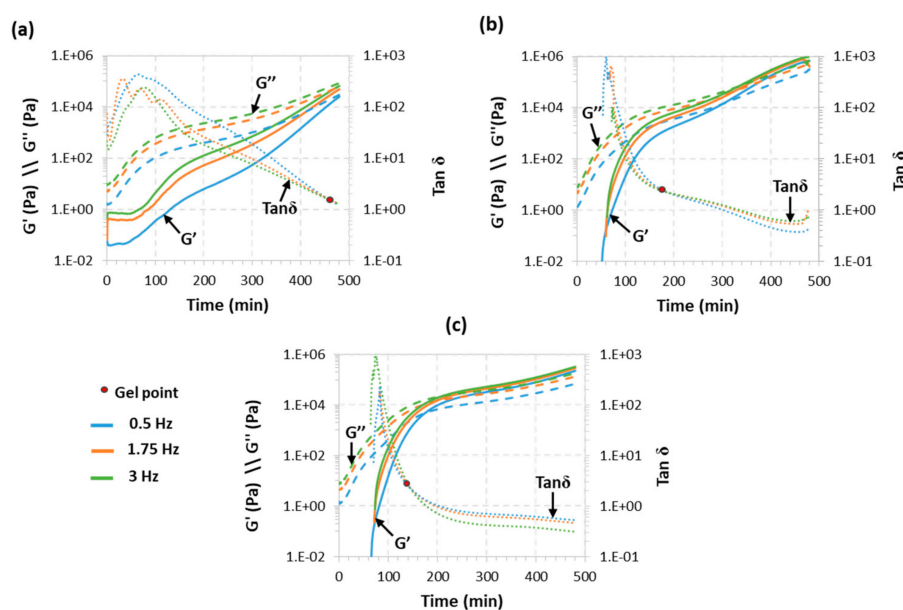 (a)
1.E+06
1.E+04
1.E+02
1.E+00
1.E-02
G' (Pa) \\ G'' (Pa)
1.E+03
1.E+02
1.E+01
1.E+00
1.E-01
Tan δ
G''
Tanδ
G'
0 100 200 300 400 500
Time (min)
(b)
1.E+06
1.E+04
1.E+02
1.E+00
1.E-02
G' (Pa) \\ G'' (Pa)
1.E+03
1.E+02
1.E+01
1.E+00
1.E-01
Tan δ
G''
G'
Tanδ
0 100 200 300 400 500
Time (min)
(c)
1.E+06
1.E+04
1.E+02
1.E+00
1.E-02
G' (Pa) \\ G'' (Pa)
1.E+03
1.E+02
1.E+01
1.E+00
1.E-01
Tan δ
G''
Tanδ
G'
0 100 200 300 400 500
Time (min)
Gel point
0.5 Hz
1.75 Hz
3 Hz